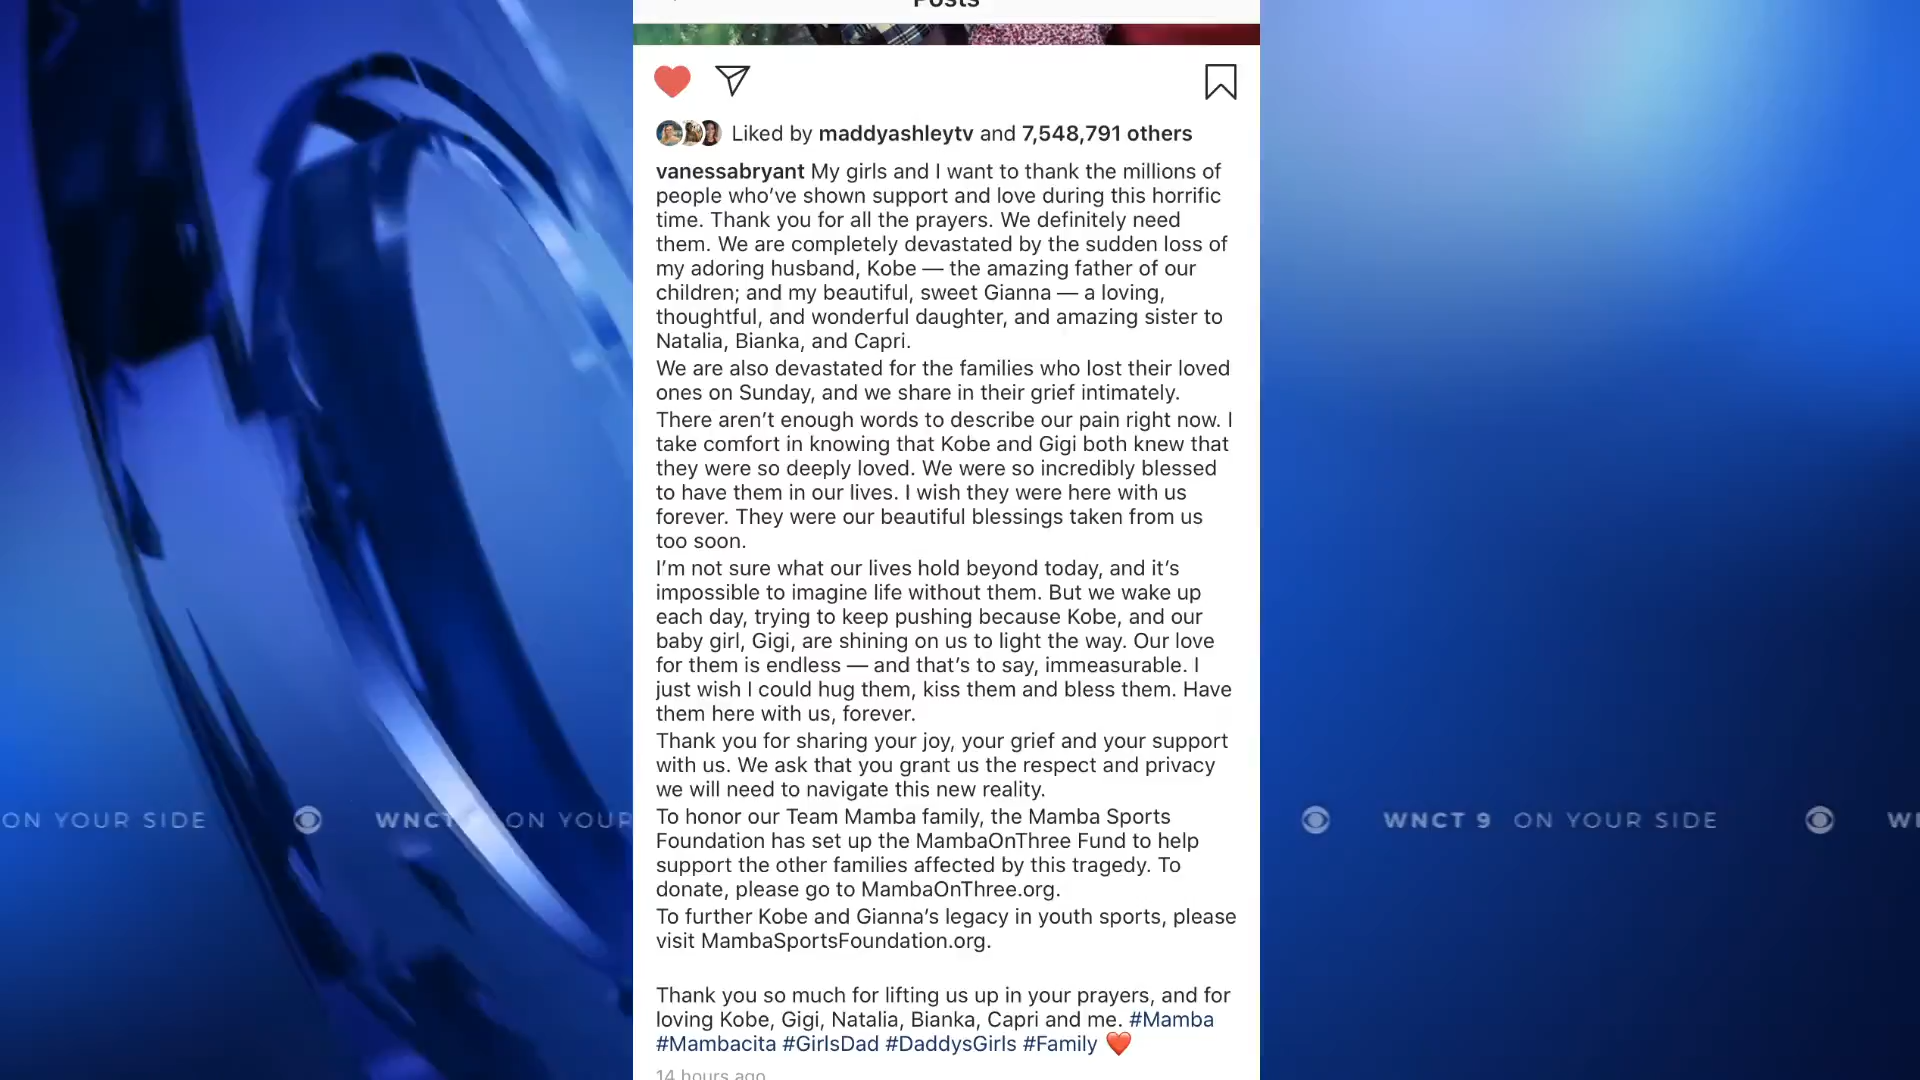 Posts
Liked by maddyashleytv and 7,548,791 others
vanessabryant My girls and I want to thank the millions of
people who’ve shown support and love during this horrific
time. Thank you for all the prayers. We definitely need
them. We are completely devastated by the sudden loss of
my adoring husband, Kobe — the amazing father of our
children; and my beautiful, sweet Gianna — a loving,
thoughtful, and wonderful daughter, and amazing sister to
Natalia, Bianka, and Capri.
We are also devastated for the families who lost their loved
ones on Sunday, and we share in their grief intimately.
There aren’t enough words to describe our pain right now. I
take comfort in knowing that Kobe and Gigi both knew that
they were so deeply loved. We were so incredibly blessed
to have them in our lives. I wish they were here with us
forever. They were our beautiful blessings taken from us
too soon.
I’m not sure what our lives hold beyond today, and it’s
impossible to imagine life without them. But we wake up
each day, trying to keep pushing because Kobe, and our
baby girl, Gigi, are shining on us to light the way. Our love
for them is endless — and that’s to say, immeasurable. I
just wish I could hug them, kiss them and bless them. Have
them here with us, forever.
Thank you for sharing your joy, your grief and your support
with us. We ask that you grant us the respect and privacy
we will need to navigate this new reality.
To honor our Team Mamba family, the Mamba Sports
Foundation has set up the MambaOnThree Fund to help
support the other families affected by this tragedy. To
donate, please go to MambaOnThree.org.
To further Kobe and Gianna’s legacy in youth sports, please
visit MambaSportsFoundation.org.
Thank you so much for lifting us up in your prayers, and for
loving Kobe, Gigi, Natalia, Bianka, Capri and me. #Mamba
#Mambacita #GirlsDad #DaddysGirls #Family ❤️
14 hours ago
ON YOUR SIDE WNCT ON YOUR
WNCT 9 ON YOUR SIDE